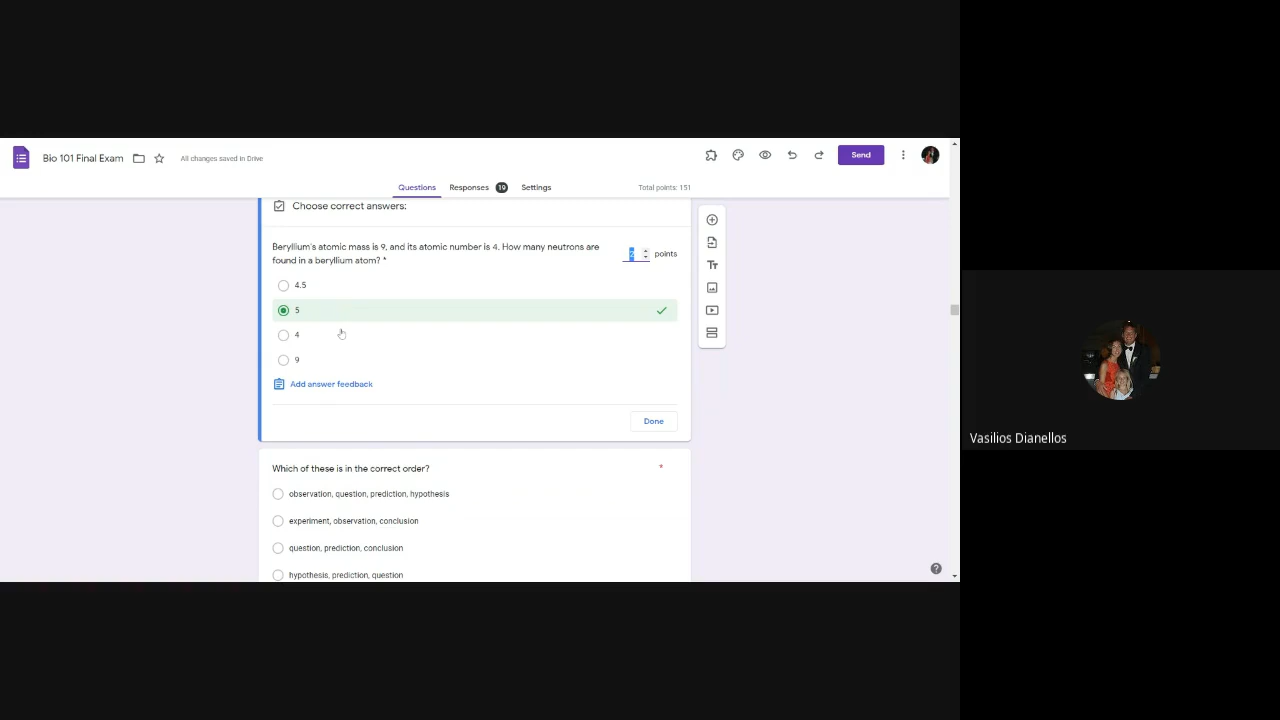 Bio 101 Final Exam
All changes saved in Drive
Send
Questions
Responses 19
Settings
Total points: 151
Choose correct answers:
Beryllium's atomic mass is 9, and its atomic number is 4. How many neutrons are
found in a beryllium atom? *
2 points
4.5
5
4
9
Add answer feedback
Done
Which of these is in the correct order? *
observation, question, prediction, hypothesis
experiment, observation, conclusion
question, prediction, conclusion
hypothesis, prediction, question
Vasilios Dianellos